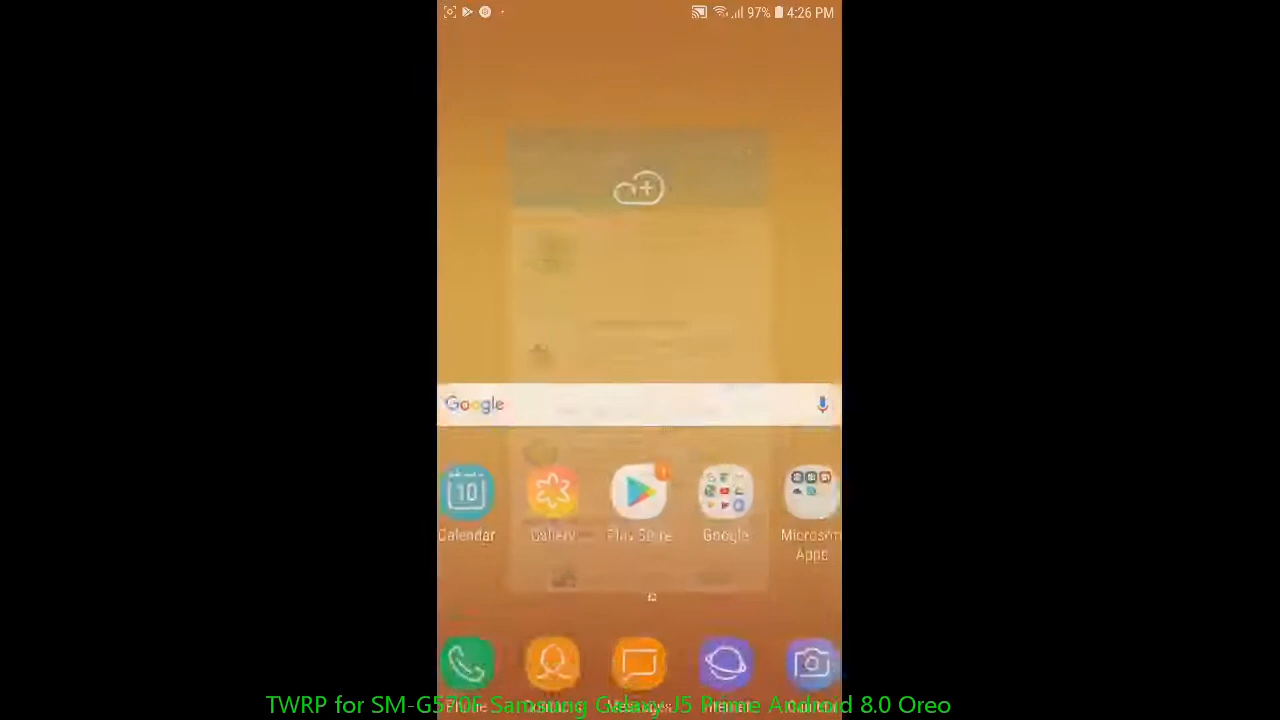 97% 4:26 PM
Google
10
Calendar
Gallery
Play Store
Google
Microsoft
Apps
TWRP for SM-G570F Samsung Galaxy J5 Prime Android 8.0 Oreo